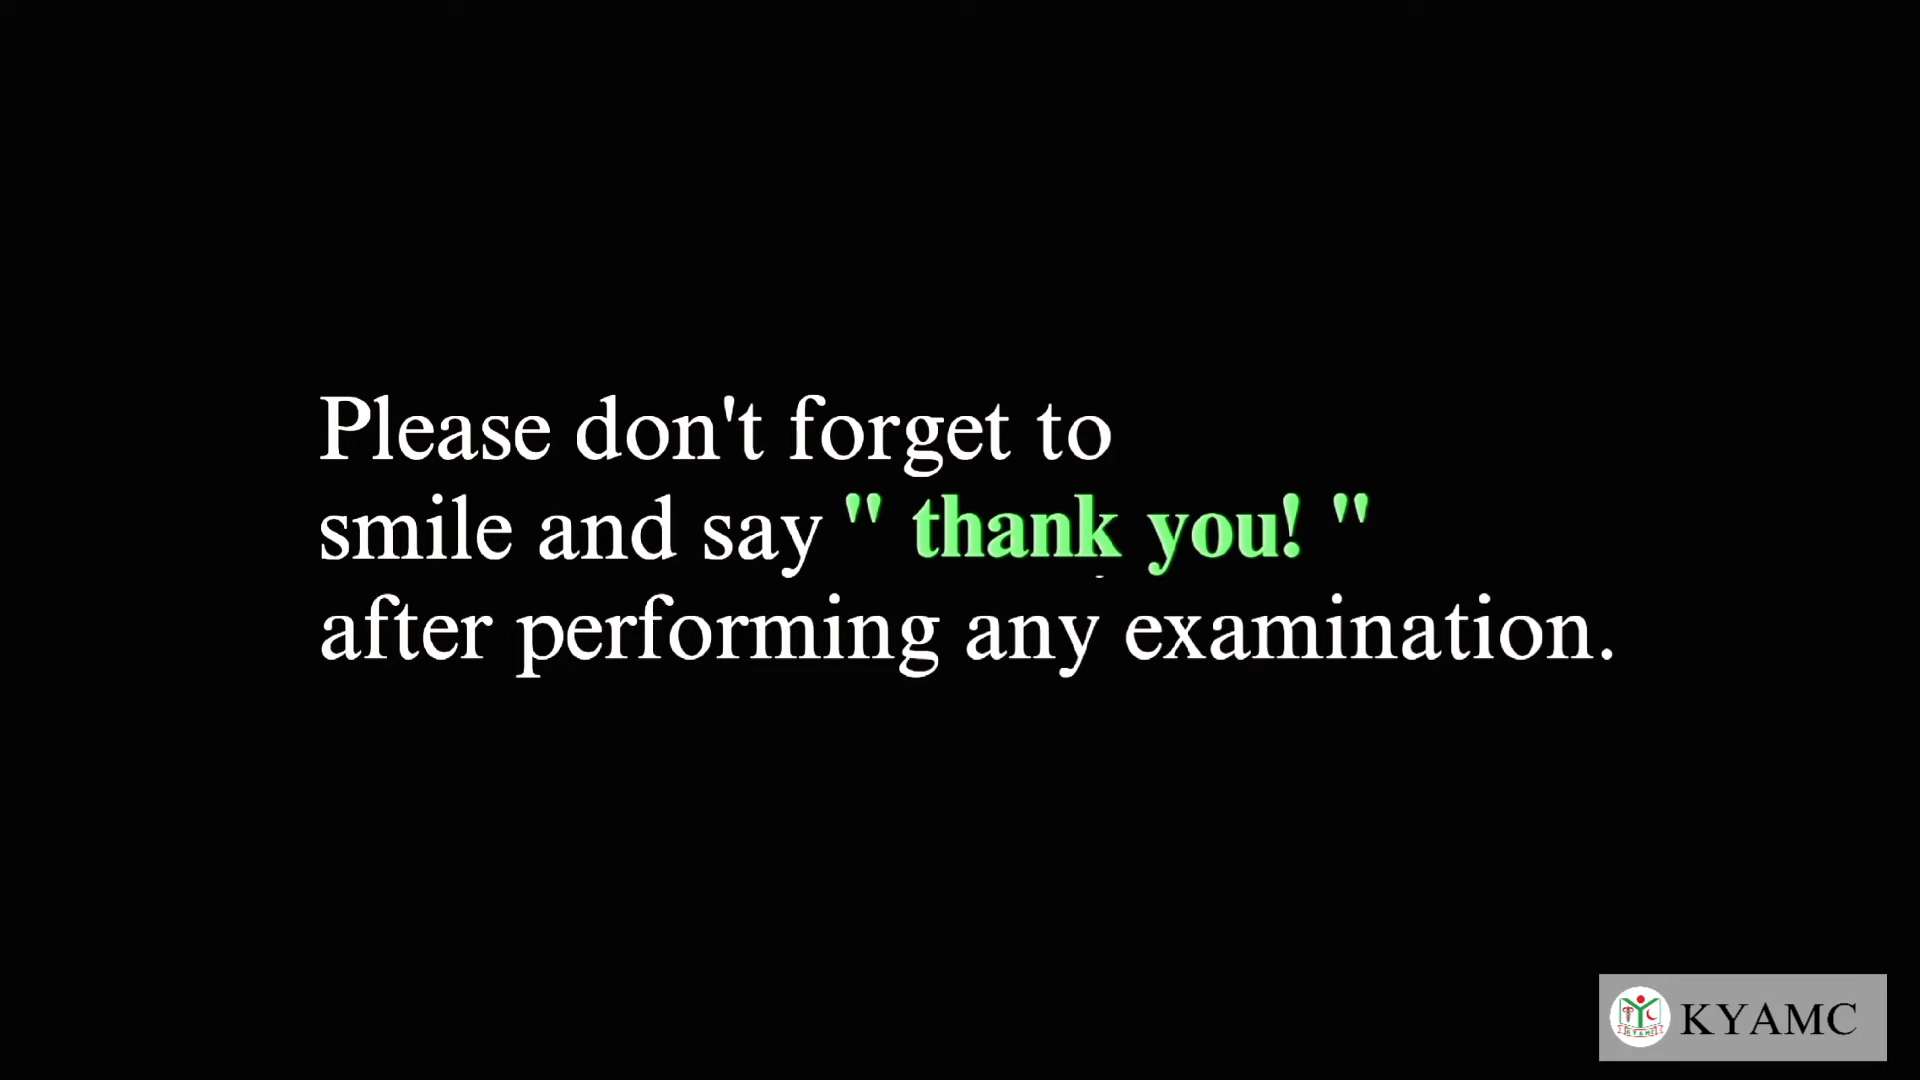 Please don't forget to
smile and say " thank you! "
after performing any examination.
KYAMC